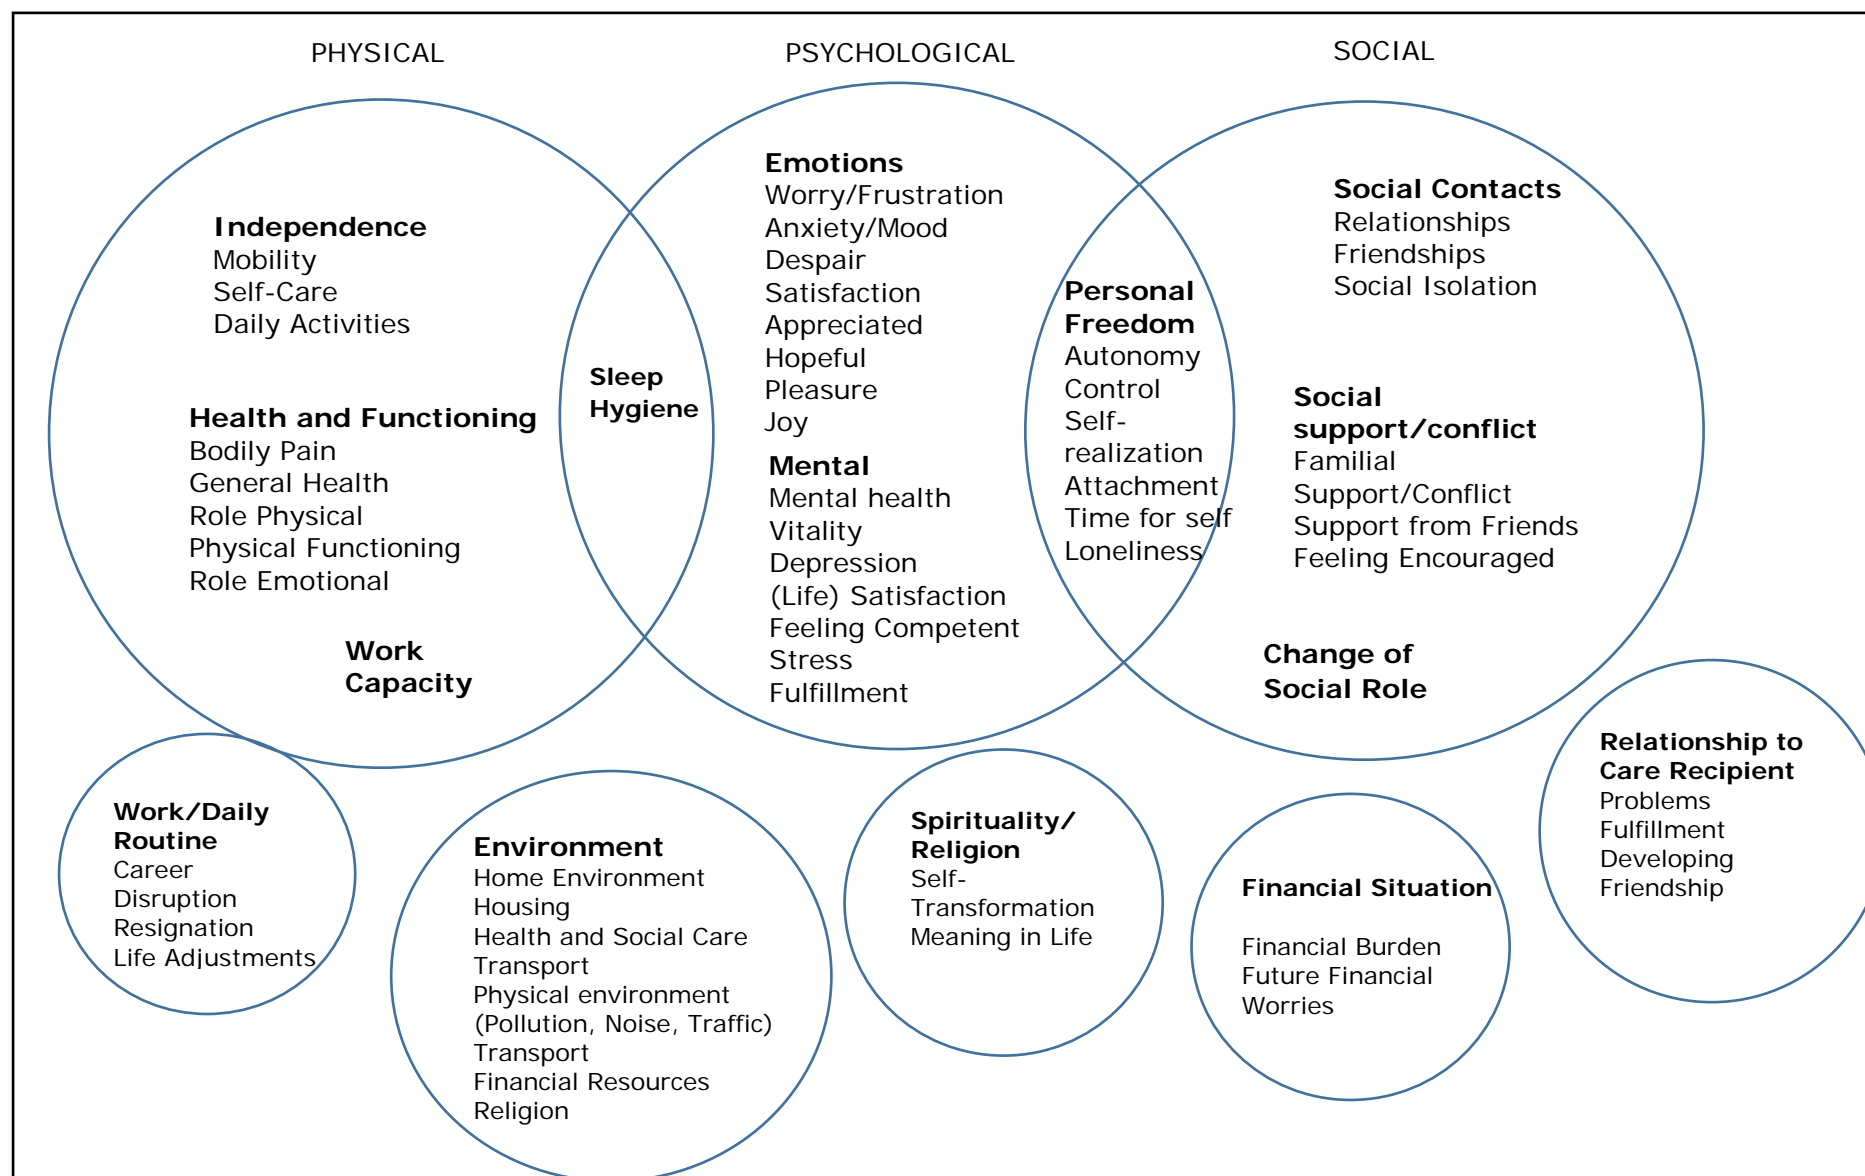 PHYSICAL
PSYCHOLOGICAL
SOCIAL
Independence
Mobility
Self-Care
Daily Activities
Health and Functioning
Bodily Pain
General Health
Role Physical
Physical Functioning
Role Emotional
Work
Capacity
Sleep
Hygiene
Emotions
Worry/Frustration
Anxiety/Mood
Despair
Satisfaction
Appreciated
Hopeful
Pleasure
Joy
Mental
Mental health
Vitality
Depression
(Life) Satisfaction
Feeling Competent
Stress
Fulfillment
Personal
Freedom
Autonomy
Control
Self-
realization
Attachment
Time for self
Loneliness
Social Contacts
Relationships
Friendships
Social Isolation
Social
support/conflict
Familial
Support/Conflict
Support from Friends
Feeling Encouraged
Change of
Social Role
Work/Daily
Routine
Career
Disruption
Resignation
Life Adjustments
Environment
Home Environment
Housing
Health and Social Care
Transport
Physical environment
(Pollution, Noise, Traffic)
Transport
Financial Resources
Religion
Spirituality/
Religion
Self-
Transformation
Meaning in Life
Financial Situation
Financial Burden
Future Financial
Worries
Relationship to
Care Recipient
Problems
Fulfillment
Developing
Friendship